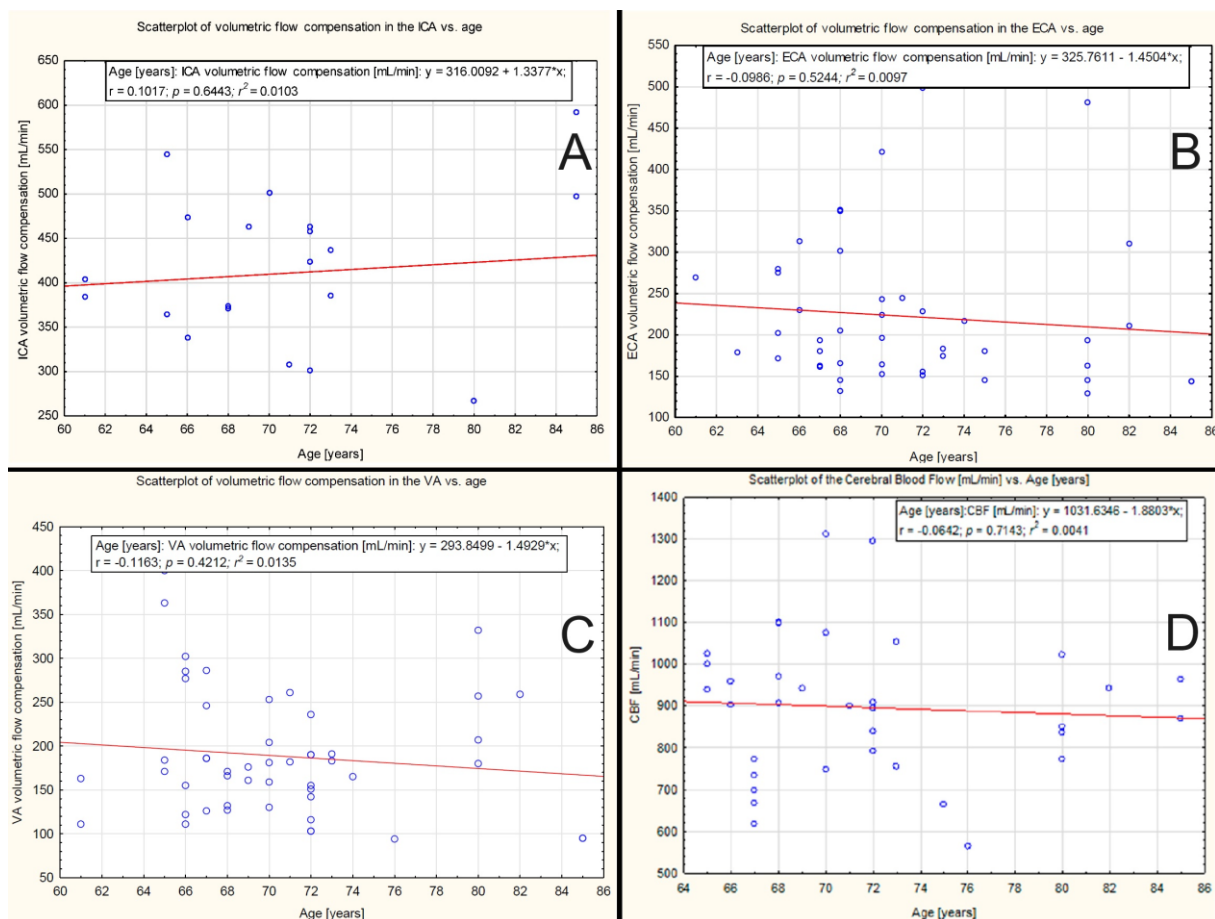 Scatterplot of volumetric flow compensation in the ICA vs. age
650
Age [years]: ICA volumetric flow compensation [mL/min]: y = 316.0092 + 1.3377*x;
r = 0.1017; p = 0.6443; r² = 0.0103
600
550
500
450
400
350
300
250
ICA volumetric flow compensation [mL/min]
A
60 62 64 66 68 70 72 74 76 78 80 82 84 86
Age [years]
Scatterplot of volumetric flow compensation in the ECA vs. age
550
Age [years]: ECA volumetric flow compensation [mL/min]: y = 325.7611 - 1.4504*x;
r = -0.0986; p = 0.5244; r² = 0.0097
500
450
400
350
300
250
200
150
100
ECA volumetric flow compensation [mL/min]
B
60 62 64 66 68 70 72 74 76 78 80 82 84 86
Age [years]
Scatterplot of volumetric flow compensation in the VA vs. age
450
Age [years]: VA volumetric flow compensation [mL/min]: y = 293.8499 - 1.4929*x;
r = -0.1163; p = 0.4212; r² = 0.0135
400
350
300
250
200
150
100
50
VA volumetric flow compensation [mL/min]
C
60 62 64 66 68 70 72 74 76 78 80 82 84 86
Age [years]
Scatterplot of the Cerebral Blood Flow [mL/min] vs. Age [years]
1400
Age [years]:CBF [mL/min]: y = 1031.6346 - 1.8803*x;
r = -0.0642; p = 0.7143; r² = 0.0041
1300
1200
1100
1000
900
800
700
600
500
CBF [mL/min]
D
64 66 68 70 72 74 76 78 80 82 84 86
Age [years]